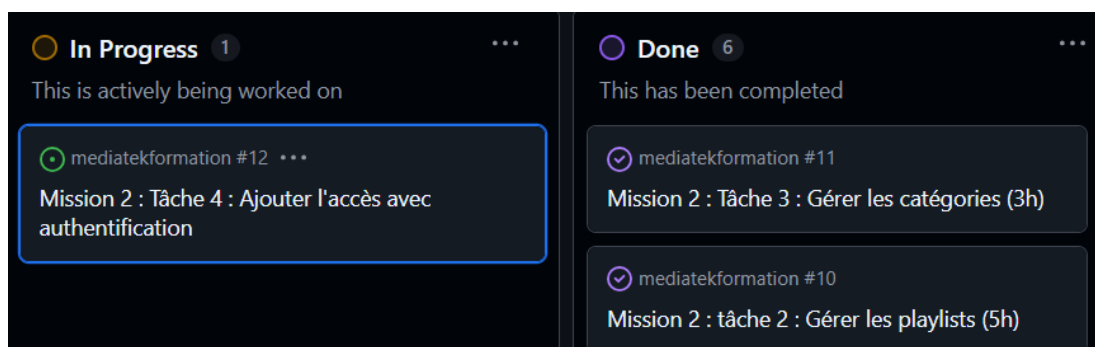 In Progress 1 ...
This is actively being worked on
mediatekformation #12 ...
Mission 2 : Tâche 4 : Ajouter l'accès avec
authentification
Done 6 ...
This has been completed
mediatekformation #11
Mission 2 : Tâche 3 : Gérer les catégories (3h)
mediatekformation #10
Mission 2 : tâche 2 : Gérer les playlists (5h)